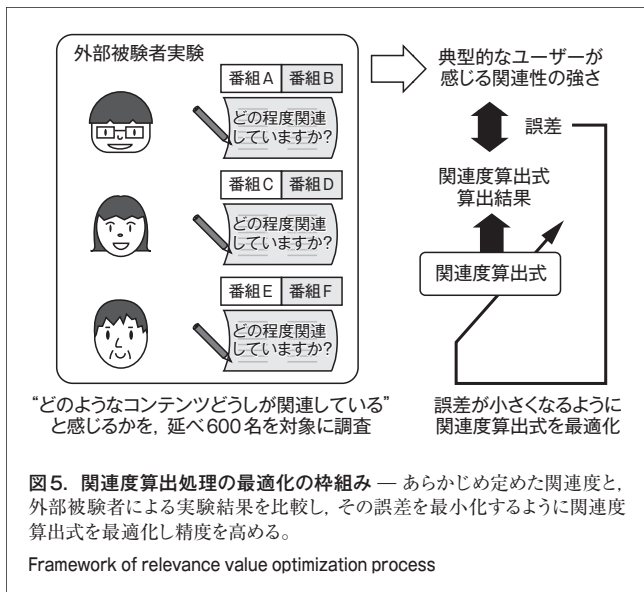 外部被験者実験
番組A 番組B
どの程度関連
していますか?
番組C 番組D
どの程度関連
していますか?
番組E 番組F
どの程度関連
していますか?
“どのようなコンテンツどうしが関連している”
と感じるかを，延べ600名を対象に調査
典型的なユーザーが
感じる関連性の強さ
誤差
関連度算出式
算出結果
関連度算出式
誤差が小さくなるように
関連度算出式を最適化
図5．関連度算出処理の最適化の枠組み — あらかじめ定めた関連度と，
外部被験者による実験結果を比較し，その誤差を最小化するように関連度
算出式を最適化し精度を高める。
Framework of relevance value optimization process